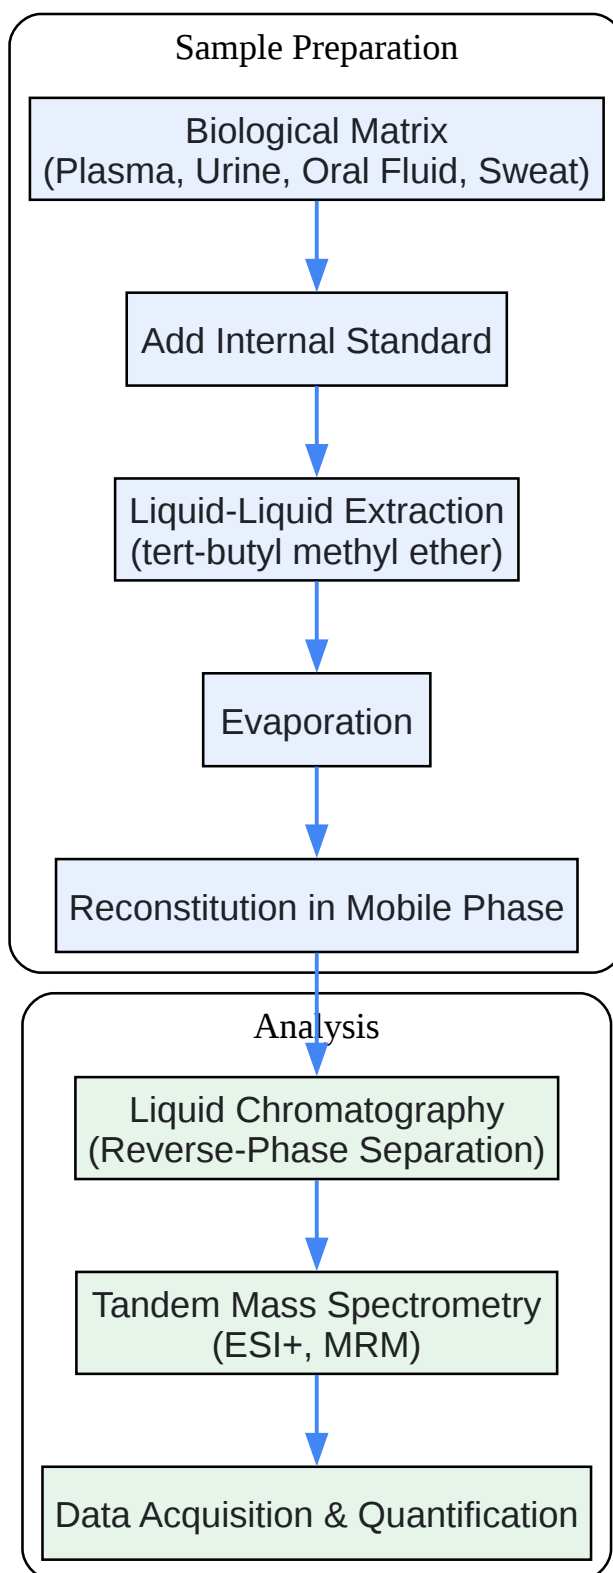 Sample Preparation
Biological Matrix
(Plasma, Urine, Oral Fluid, Sweat)
Add Internal Standard
Liquid-Liquid Extraction
(tert-butyl methyl ether)
Evaporation
Reconstitution in Mobile Phase
Analysis
Liquid Chromatography
(Reverse-Phase Separation)
Tandem Mass Spectrometry
(ESI+, MRM)
Data Acquisition & Quantification